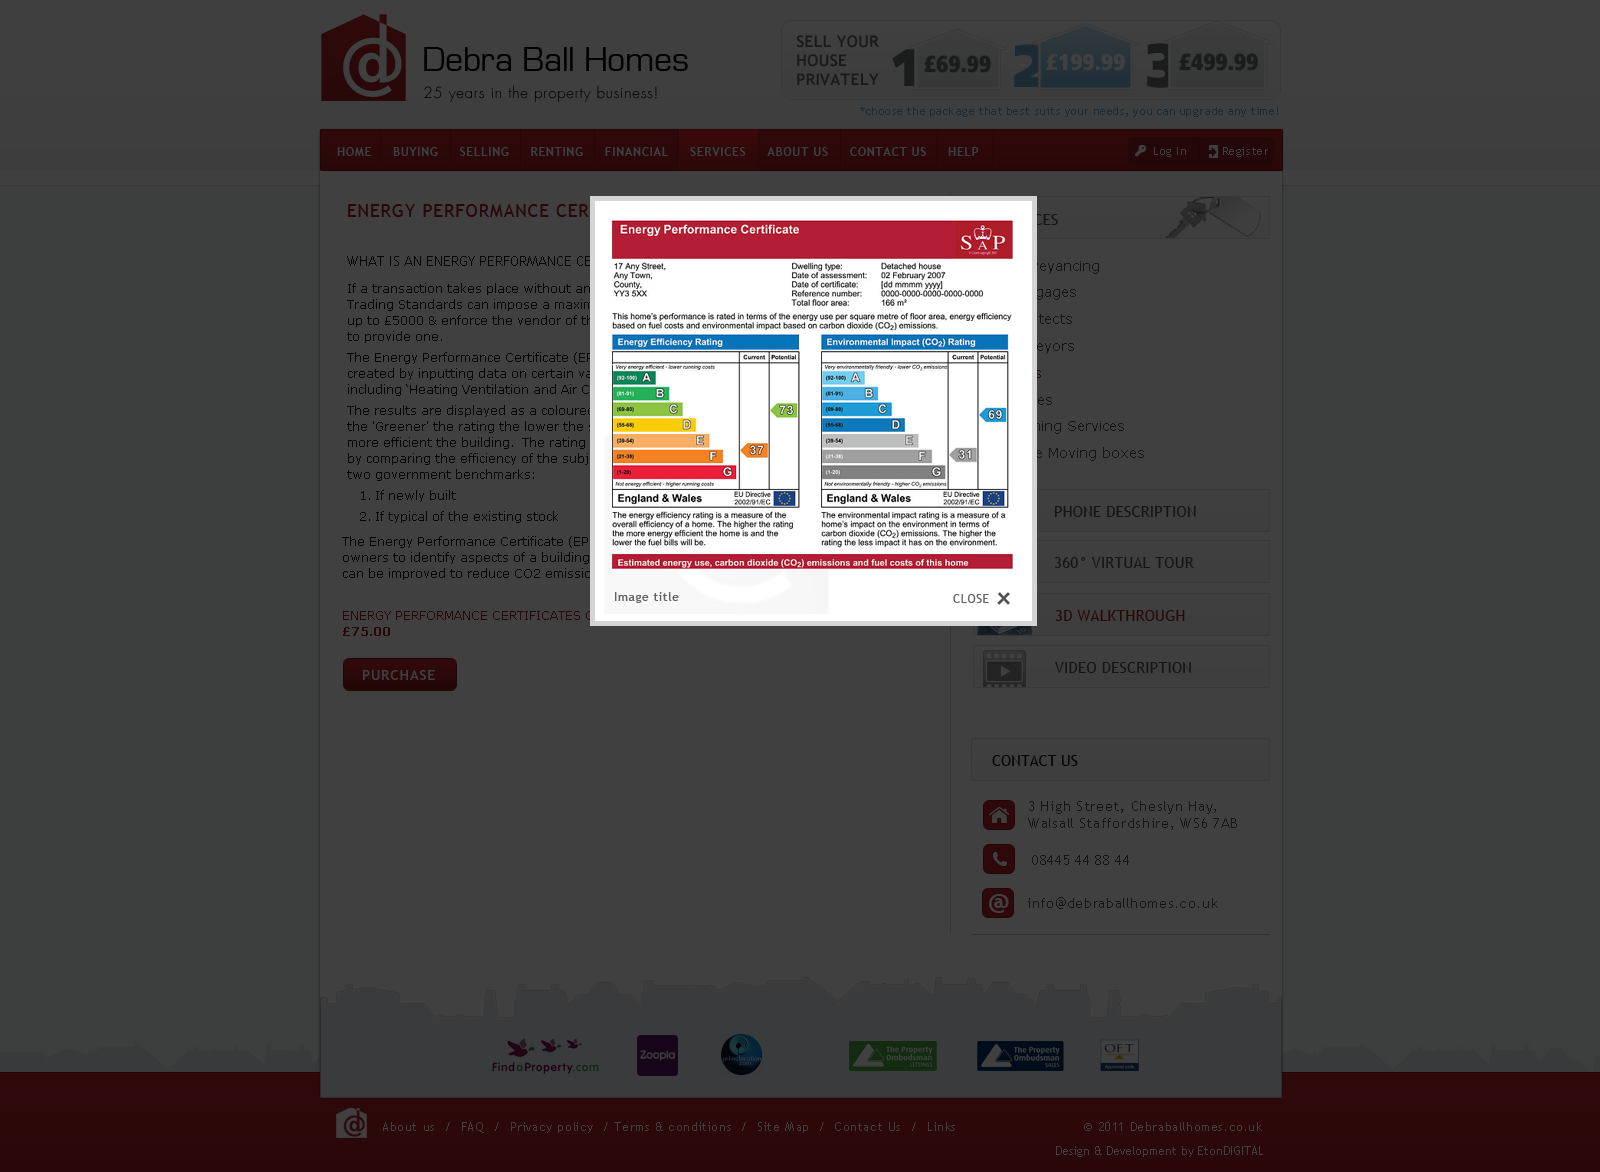 Debra Ball Homes
25 years in the property business!
SELL YOUR
HOUSE
PRIVATELY
1 £69.99
2 £199.99
3 £499.99
*choose the package that best suits your needs, you can upgrade any time!
HOME BUYING SELLING RENTING FINANCIAL SERVICES ABOUT US CONTACT US HELP Log In Register
ENERGY PERFORMANCE CER
WHAT IS AN ENERGY PERFORMANCE CE
If a transaction takes place without an
Trading Standards can impose a maxim
up to £5000 & enforce the vendor of th
to provide one.
The Energy Performance Certificate (EP
created by inputting data on certain va
including 'Heating Ventilation and Air C
The results are displayed as a coloure
the 'Greener' the rating the lower the
more efficient the building. The rating
by comparing the efficiency of the subj
two government benchmarks:
1. If newly built
2. If typical of the existing stock
The Energy Performance Certificate (EP
owners to identify aspects of a building
can be improved to reduce CO2 emissio
ENERGY PERFORMANCE CERTIFICATES
£75.00
PURCHASE
Energy Performance Certificate
SAP
17 Any Street,
Any Town,
County,
YY3 5XX
Dwelling type: Detached house
Date of assessment: 02 February 2007
Date of certificate: [dd mmmm yyyy]
Reference number: 0000-0000-0000-0000-0000
Total floor area: 166 m²
This home's performance is rated in terms of the energy use per square metre of floor area, energy efficiency
based on fuel costs and environmental impact based on carbon dioxide (CO2) emissions.
Energy Efficiency Rating
Current Potential
Very energy efficient - lower running costs
(92-100) A
(81-91) B
(69-80) C
(55-68) D
(39-54) E
(21-38) F
(1-20) G
73
37
Not energy efficient - higher running costs
England & Wales
EU Directive
2002/91/EC
The energy efficiency rating is a measure of the
overall efficiency of a home. The higher the rating
the more energy efficient the home is and the
lower the fuel bills will be.
Environmental Impact (CO2) Rating
Current Potential
Very environmentally friendly - lower CO2 emissions
(92-100) A
(81-91) B
(69-80) C
(55-68) D
(39-54) E
(21-38) F
(1-20) G
69
31
Not environmentally friendly - higher CO2 emissions
England & Wales
EU Directive
2002/91/EC
The environmental impact rating is a measure of a
home's impact on the environment in terms of
carbon dioxide (CO2) emissions. The higher the
rating the less impact it has on the environment.
Estimated energy use, carbon dioxide (CO2) emissions and fuel costs of this home
Image title
CLOSE
CES
veyancing
gages
tects
eyors
s
es
ning Services
e Moving boxes
PHONE DESCRIPTION
360° VIRTUAL TOUR
3D WALKTHROUGH
VIDEO DESCRIPTION
CONTACT US
3 High Street, Cheslyn Hay,
Walsall Staffordshire, WS6 7AB
08445 44 88 44
info@debraballhomes.co.uk
FindaProperty.com
Zoopla
The Property
Ombudsman
LETTINGS
The Property
Ombudsman
SALES
OFT
About us / FAQ / Privacy policy / Terms & conditions / Site Map / Contact Us / Links
© 2011 Debraballhomes.co.uk
Design & Development by EtonDIGITAL